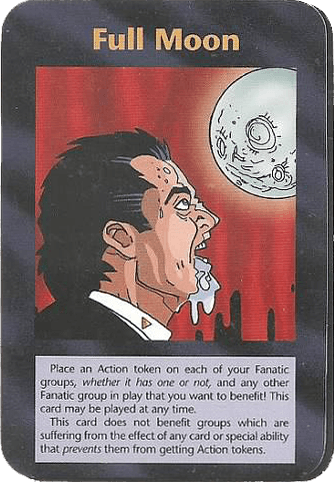 Full Moon
Place an Action token on each of your Fanatic
groups, whether it has one or not, and any other
Fanatic group in play that you want to benefit! This
card may be played at any time.
This card does not benefit groups which are
suffering from the effect of any card or special ability
that prevents them from getting Action tokens.